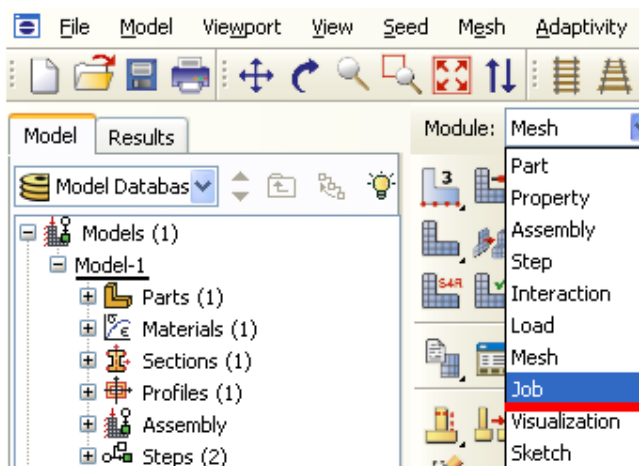 File Model Viewport View Seed Mesh Adaptivity
Model Results
Module: Mesh
Model Databas
Models (1)
Model-1
Parts (1)
Materials (1)
Sections (1)
Profiles (1)
Assembly
Steps (2)
3
S4R
Part
Property
Assembly
Step
Interaction
Load
Mesh
Job
Visualization
Sketch